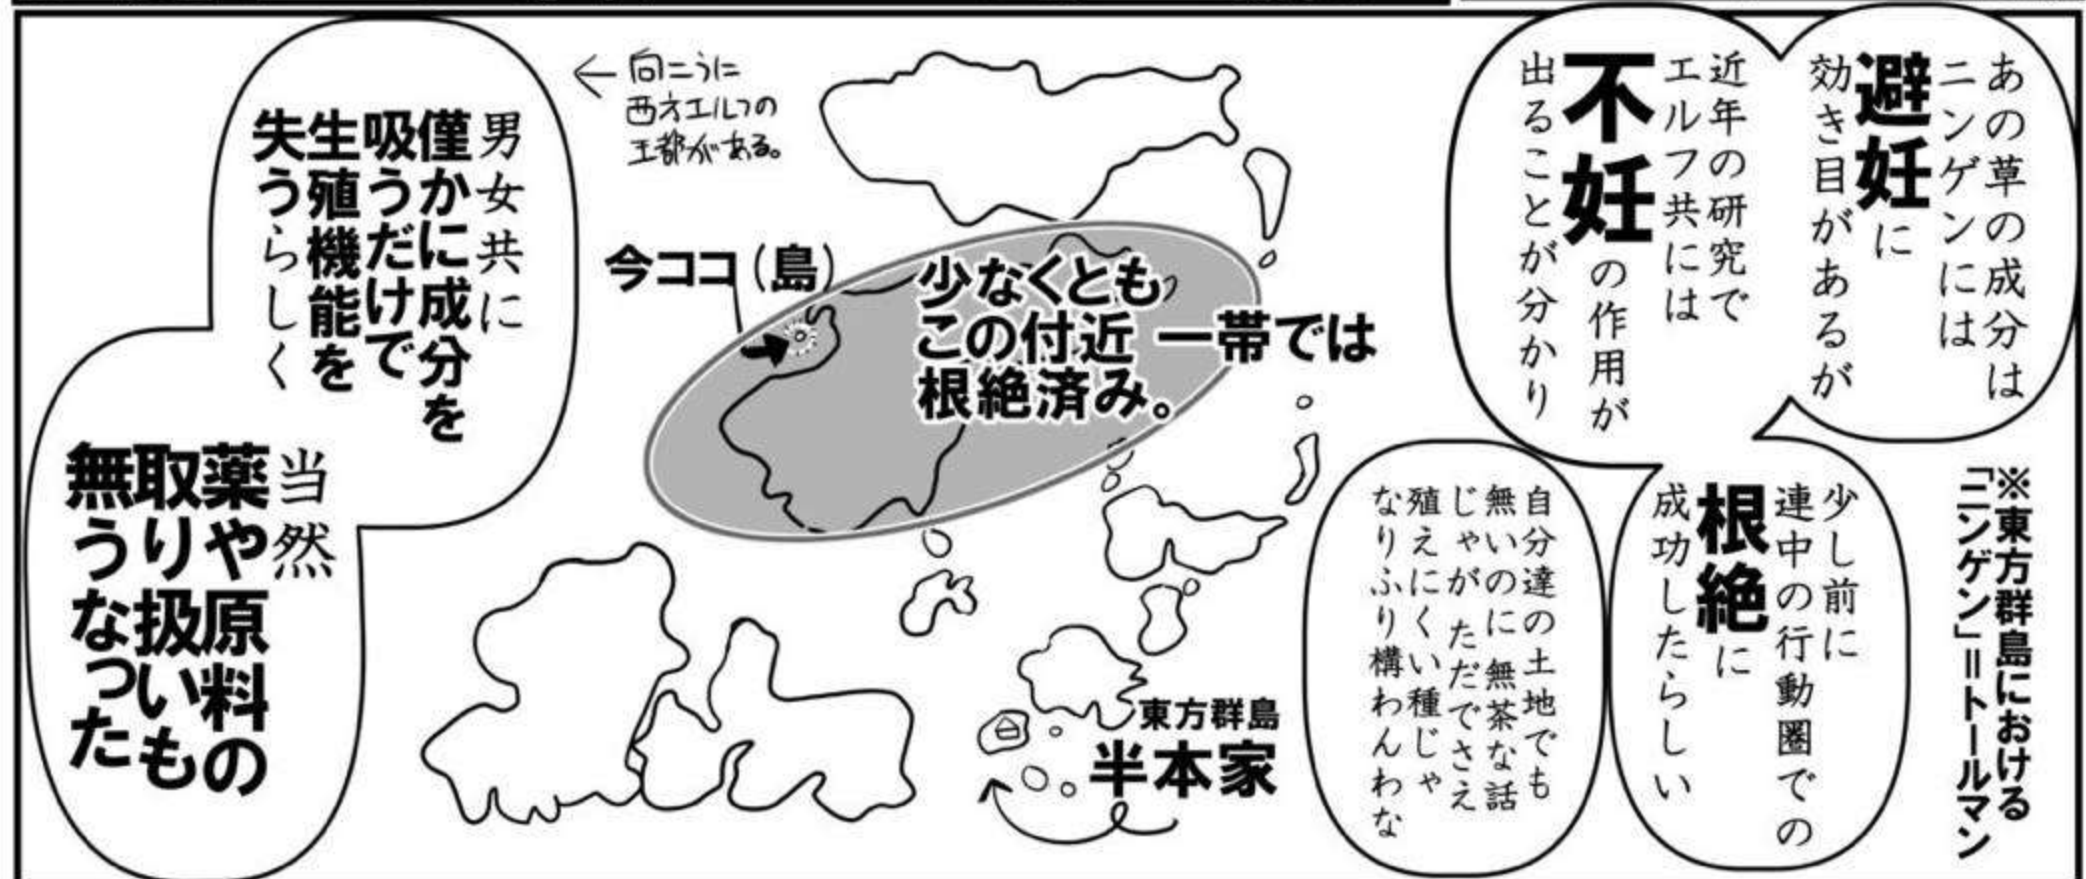 あの草の成分は
ニンゲンには
避妊に
効き目があるが
近年の研究で
エルフ共には
不妊の作用が
出ることが分かり
※東方群島における
「ニンゲン」＝トールマン
少し前に
連中の行動圏での
根絶に
成功したらしい
自分達の土地でも
無いのに無茶な話
じゃが ただでさえ
殖えにくい種じゃ
なりふり構わんわな
←向こうに
西方エルフの
王都がある。
今ココ（島）
少なくとも
この付近一帯では
根絶済み。
東方群島
半本家
男女共に
僅かに成分を
吸うだけで
生殖機能を
失うらしく
当然
薬や原料の
取り扱いも
無うなった